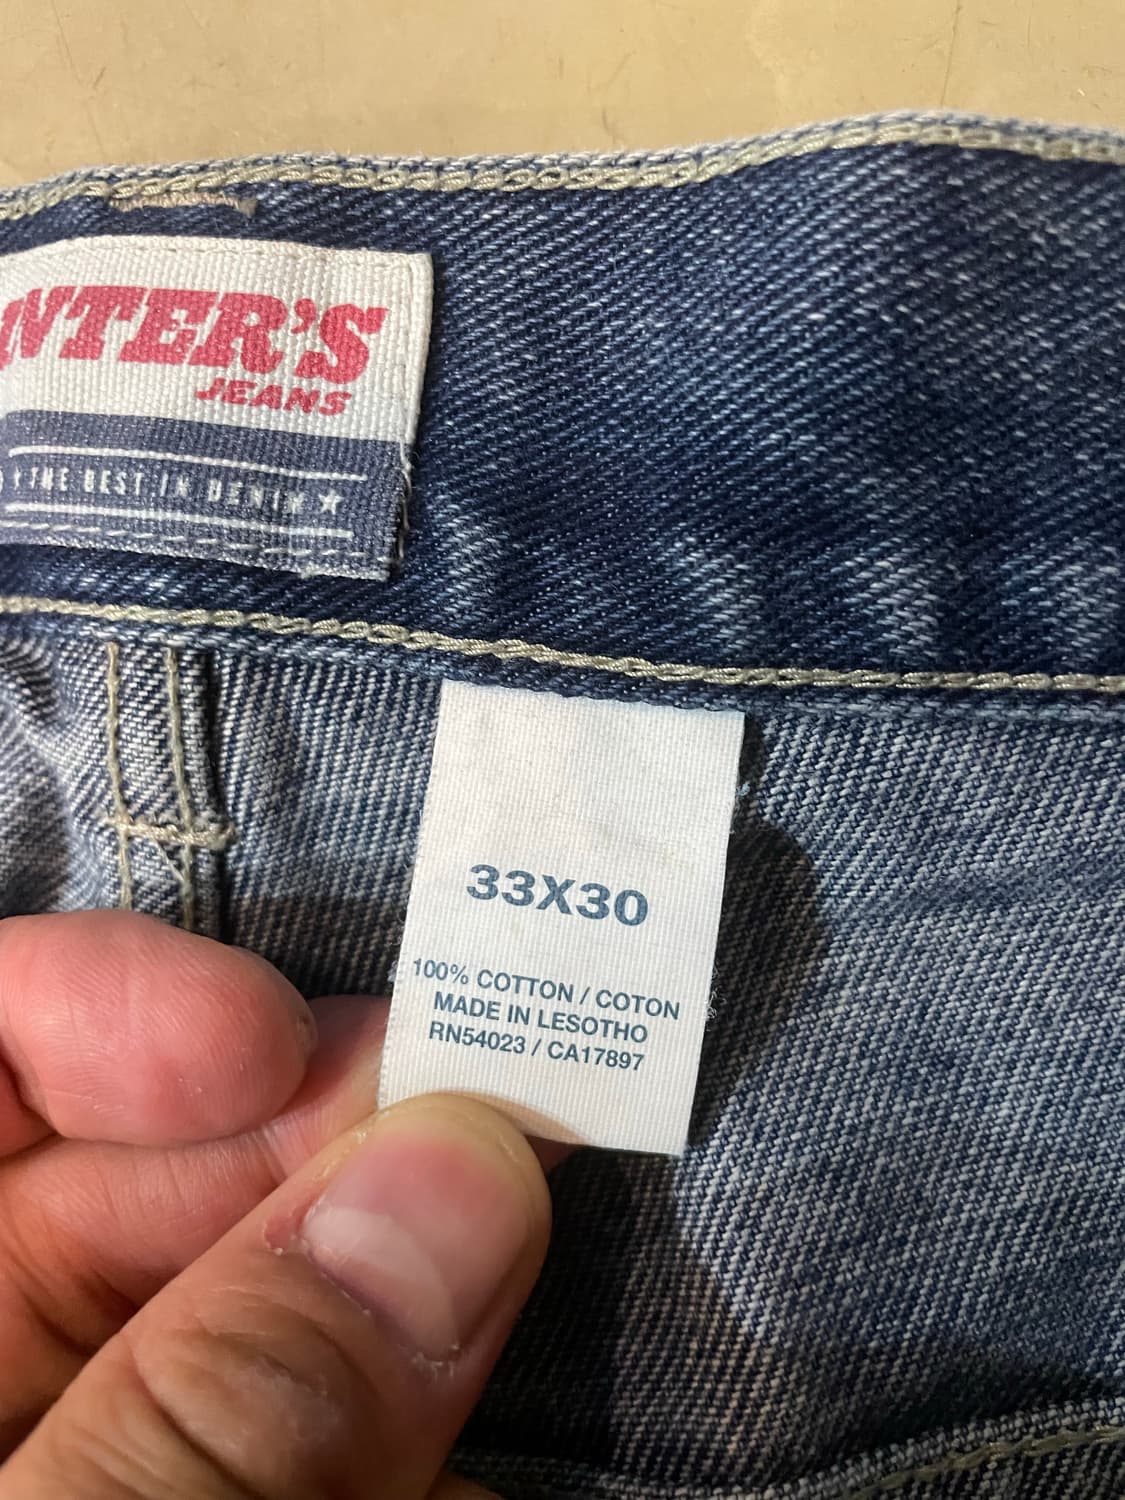 NTER'S
JEANS
THE BEST IN DENIM
33X30
100% COTTON / COTON
MADE IN LESOTHO
RN54023 / CA17897